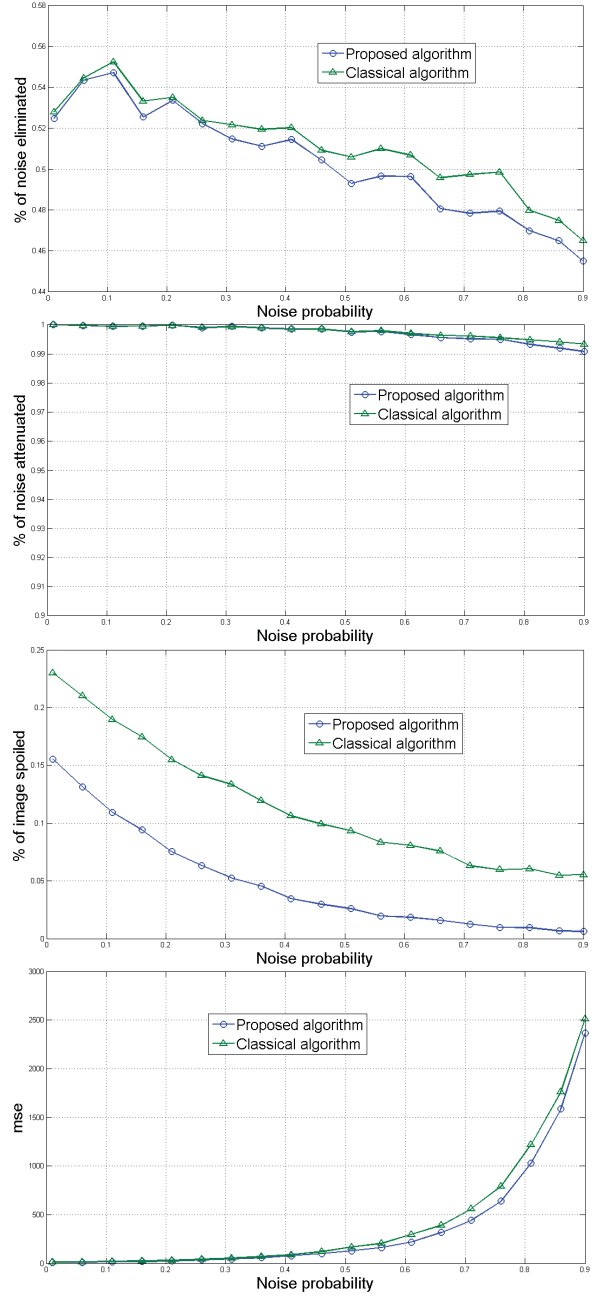 0.58
0.56
0.54
0.52
0.5
0.48
0.46
0.44
% of noise eliminated
Proposed algorithm
Classical algorithm
0 0.1 0.2 0.3 0.4 0.5 0.6 0.7 0.8 0.9
Noise probability
1
0.99
0.98
0.97
0.96
0.95
0.94
0.93
0.92
0.91
0.9
% of noise attenuated
Proposed algorithm
Classical algorithm
0 0.1 0.2 0.3 0.4 0.5 0.6 0.7 0.8 0.9
Noise probability
0.25
0.2
0.15
0.1
0.05
0
% of image spoiled
Proposed algorithm
Classical algorithm
0 0.1 0.2 0.3 0.4 0.5 0.6 0.7 0.8 0.9
Noise probability
3000
2500
2000
1500
1000
500
0
mse
Proposed algorithm
Classical algorithm
0 0.1 0.2 0.3 0.4 0.5 0.6 0.7 0.8 0.9
Noise probability